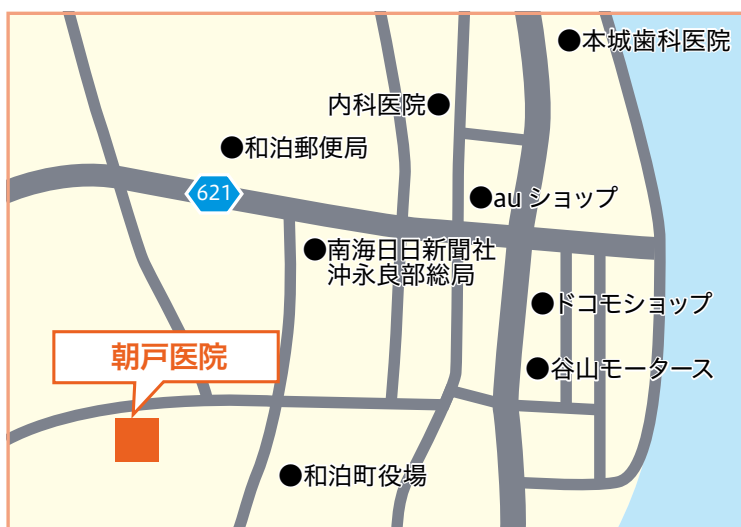 本城歯科医院
内科医院
和泊郵便局
621
au ショップ
南海日日新聞社
沖永良部総局
ドコモショップ
朝戸医院
谷山モータース
和泊町役場